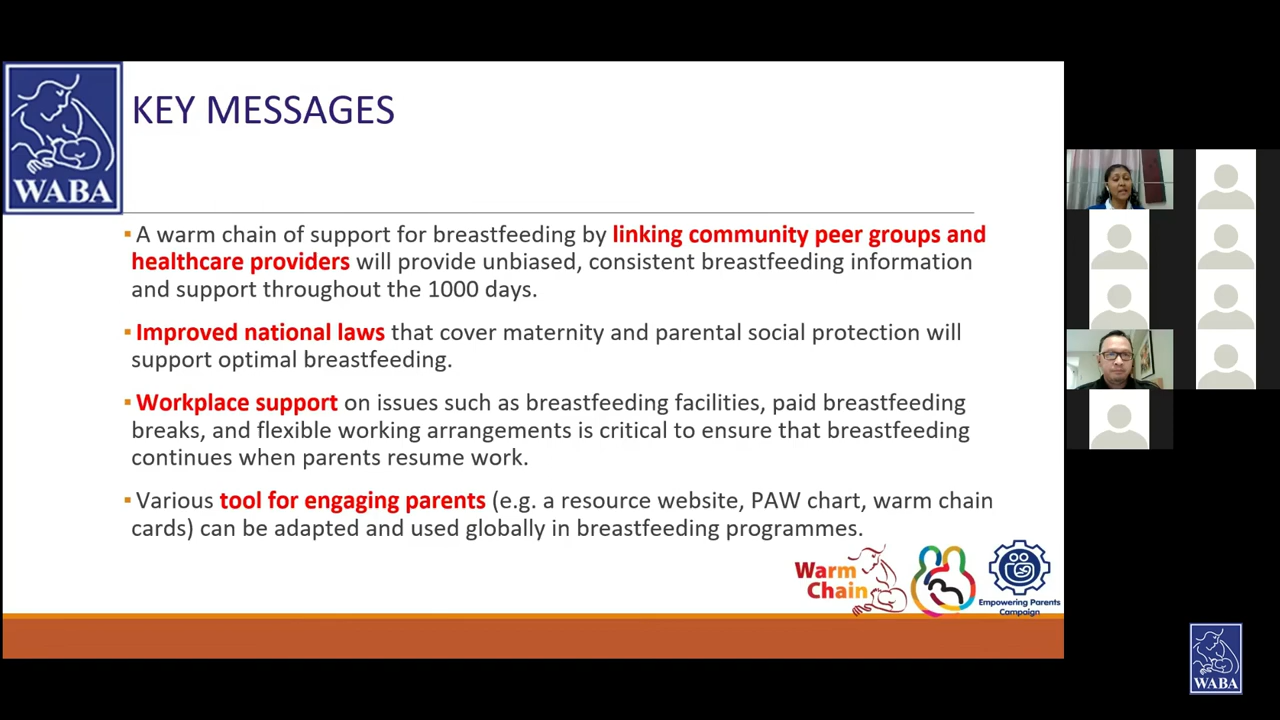 WABA
KEY MESSAGES
▪ A warm chain of support for breastfeeding by linking community peer groups and
healthcare providers will provide unbiased, consistent breastfeeding information
and support throughout the 1000 days.
▪ Improved national laws that cover maternity and parental social protection will
support optimal breastfeeding.
▪ Workplace support on issues such as breastfeeding facilities, paid breastfeeding
breaks, and flexible working arrangements is critical to ensure that breastfeeding
continues when parents resume work.
▪ Various tool for engaging parents (e.g. a resource website, PAW chart, warm chain
cards) can be adapted and used globally in breastfeeding programmes.
Warm
Chain
Empowering Parents
Campaign
WABA